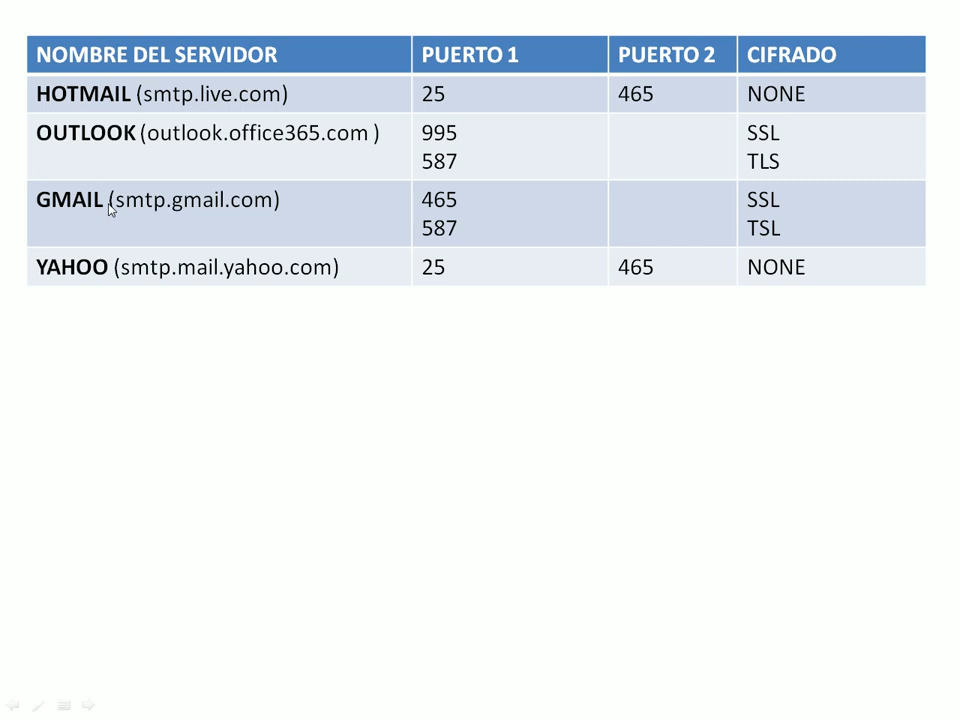 NOMBRE DEL SERVIDOR PUERTO 1 PUERTO 2 CIFRADO
HOTMAIL (smtp.live.com) 25 465 NONE
OUTLOOK (outlook.office365.com ) 995 SSL
587 TLS
GMAIL (smtp.gmail.com) 465 SSL
587 TSL
YAHOO (smtp.mail.yahoo.com) 25 465 NONE